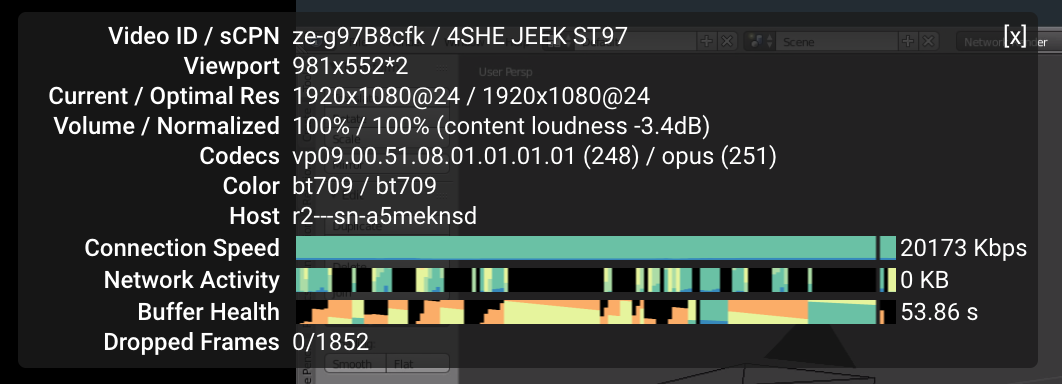 Video ID / sCPN ze-g97B8cfk / 4SHE JEEK ST97 [x]
Scene
User Persp
Viewport 981x552*2
Current / Optimal Res 1920x1080@24 / 1920x1080@24
Volume / Normalized 100% / 100% (content loudness -3.4dB)
Codecs vp09.00.51.08.01.01.01.01 (248) / opus (251)
Color bt709 / bt709
Host r2---sn-a5meknsd
Duplicate
Connection Speed 20173 Kbps
Network Activity 0 KB
Buffer Health 53.86 s
Dropped Frames 0/1852
Smooth Flat